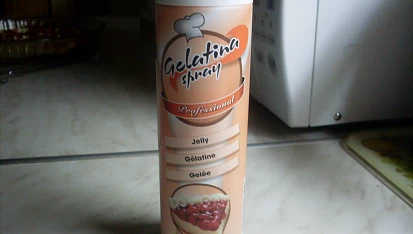 Gelatina
spray
Professional
Jelly
Gélatine
Gelée